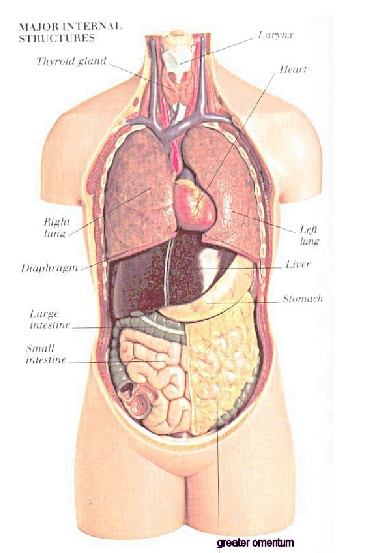 MAJOR INTERNAL
STRUCTURES
Larynx
Thyroid gland
Heart
Right
lung
Left
lung
Diaphragm
Liver
Stomach
Large
intestine
Small
intestine
greater omentum